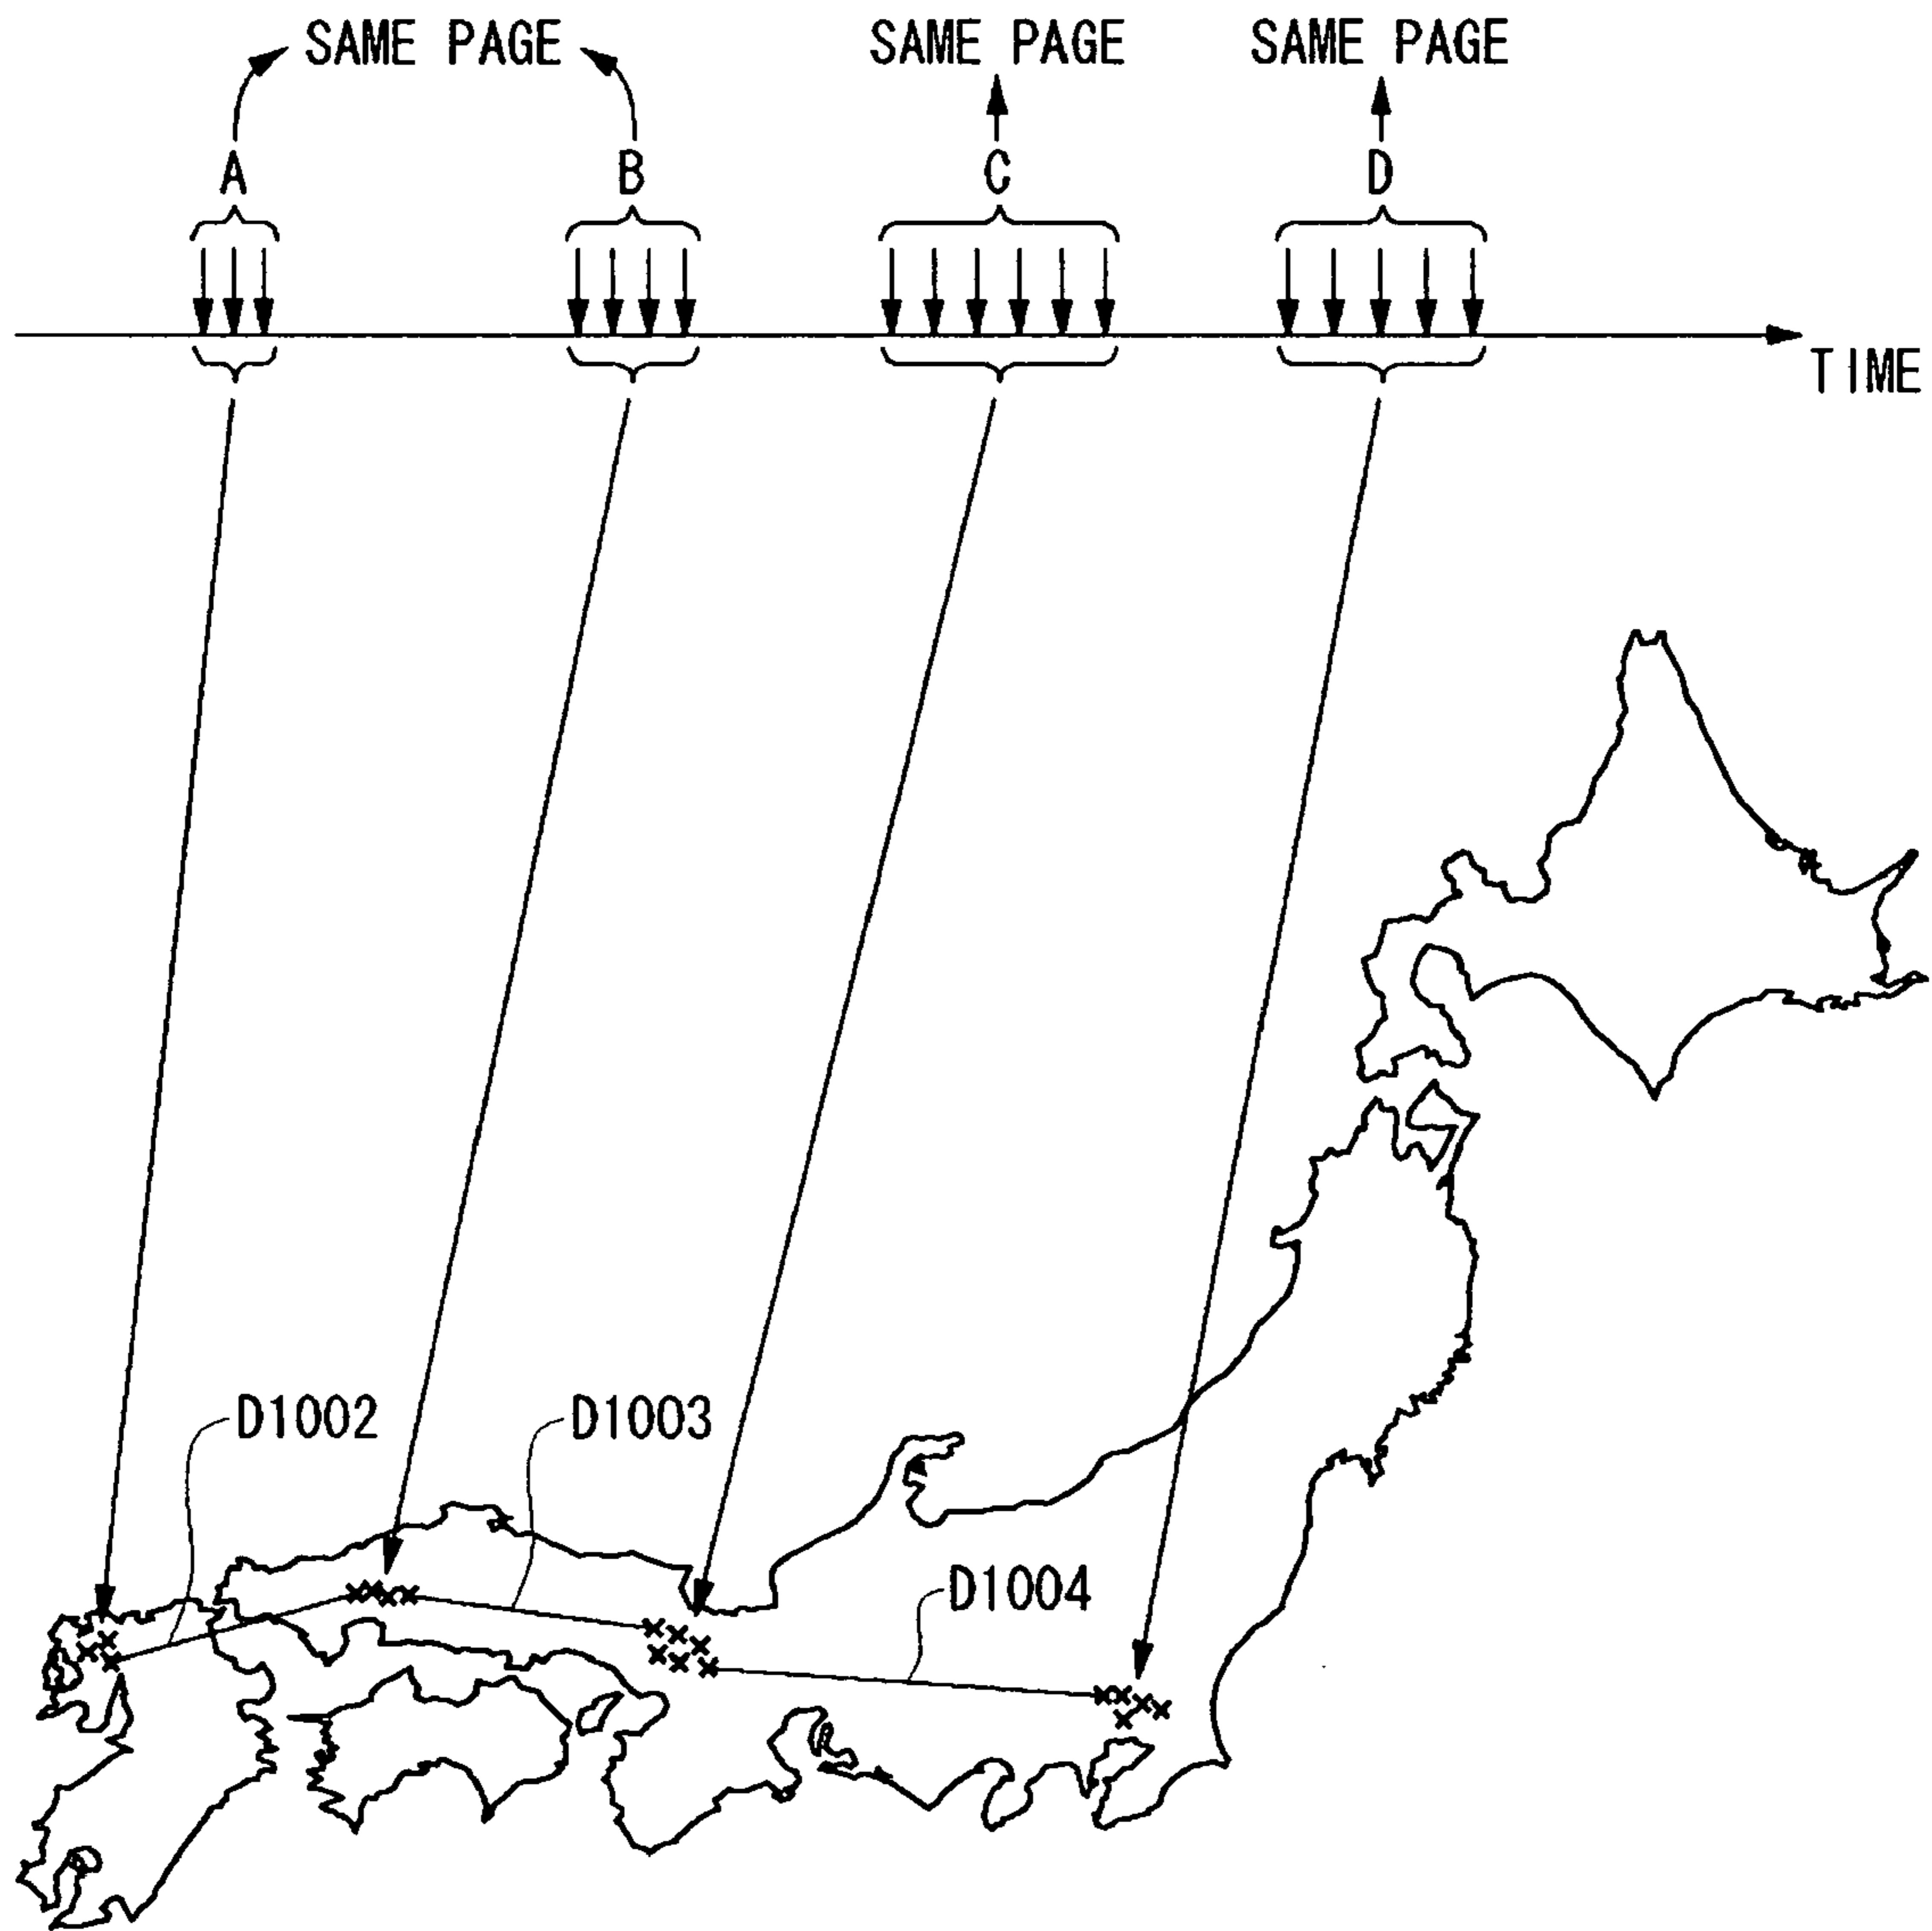 SAME PAGE SAME PAGE SAME PAGE
A B C D
TIME
D1002 D1003
D1004